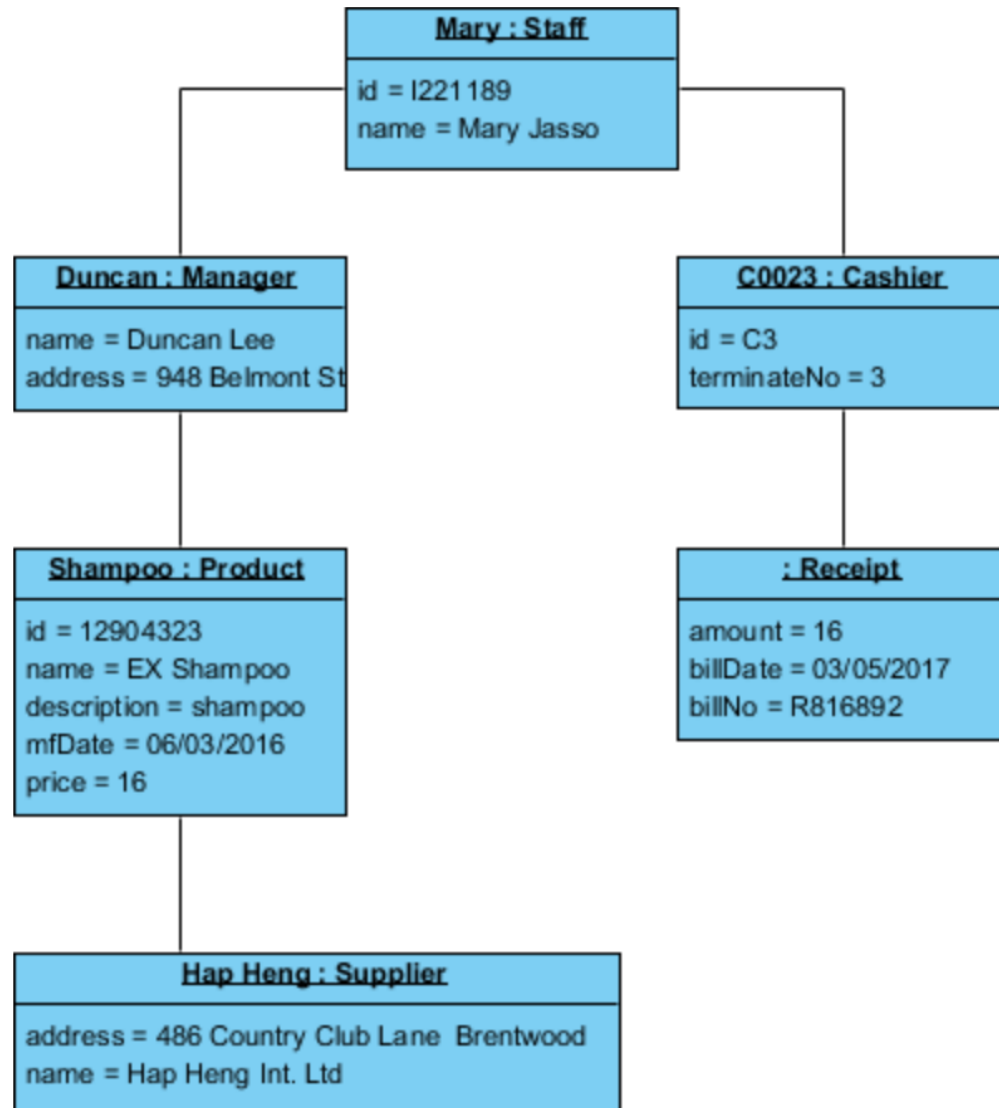 Mary : Staff
id = I221189
name = Mary Jasso
Duncan : Manager
name = Duncan Lee
address = 948 Belmont St
C0023 : Cashier
id = C3
terminateNo = 3
Shampoo : Product
id = 12904323
name = EX Shampoo
description = shampoo
mfDate = 06/03/2016
price = 16
: Receipt
amount = 16
billDate = 03/05/2017
billNo = R816892
Hap Heng : Supplier
address = 486 Country Club Lane  Brentwood
name = Hap Heng Int. Ltd